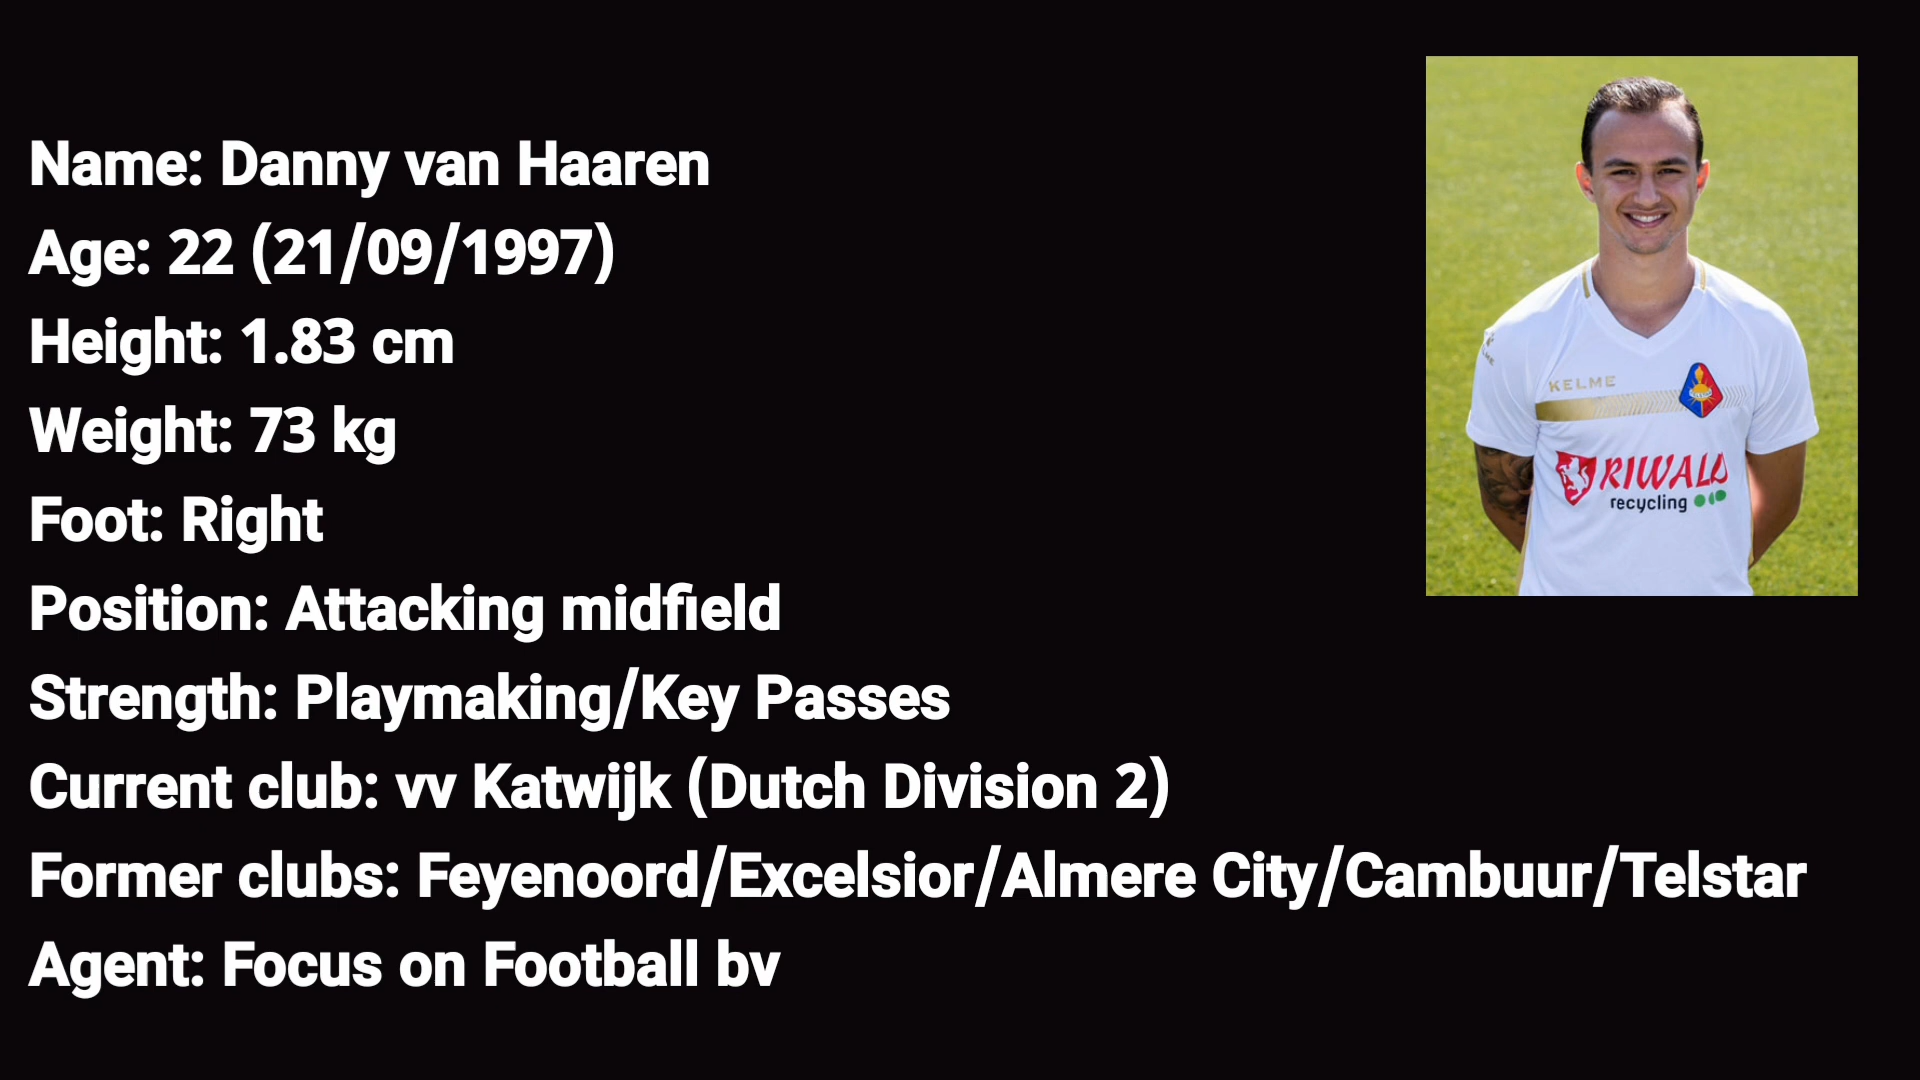 Name: Danny van Haaren
Age: 22 (21/09/1997)
Height: 1.83 cm
Weight: 73 kg
Foot: Right
Position: Attacking midfield
Strength: Playmaking/Key Passes
Current club: vv Katwijk (Dutch Division 2)
Former clubs: Feyenoord/Excelsior/Almere City/Cambuur/Telstar
Agent: Focus on Football bv
KELME
RIWALD
recycling